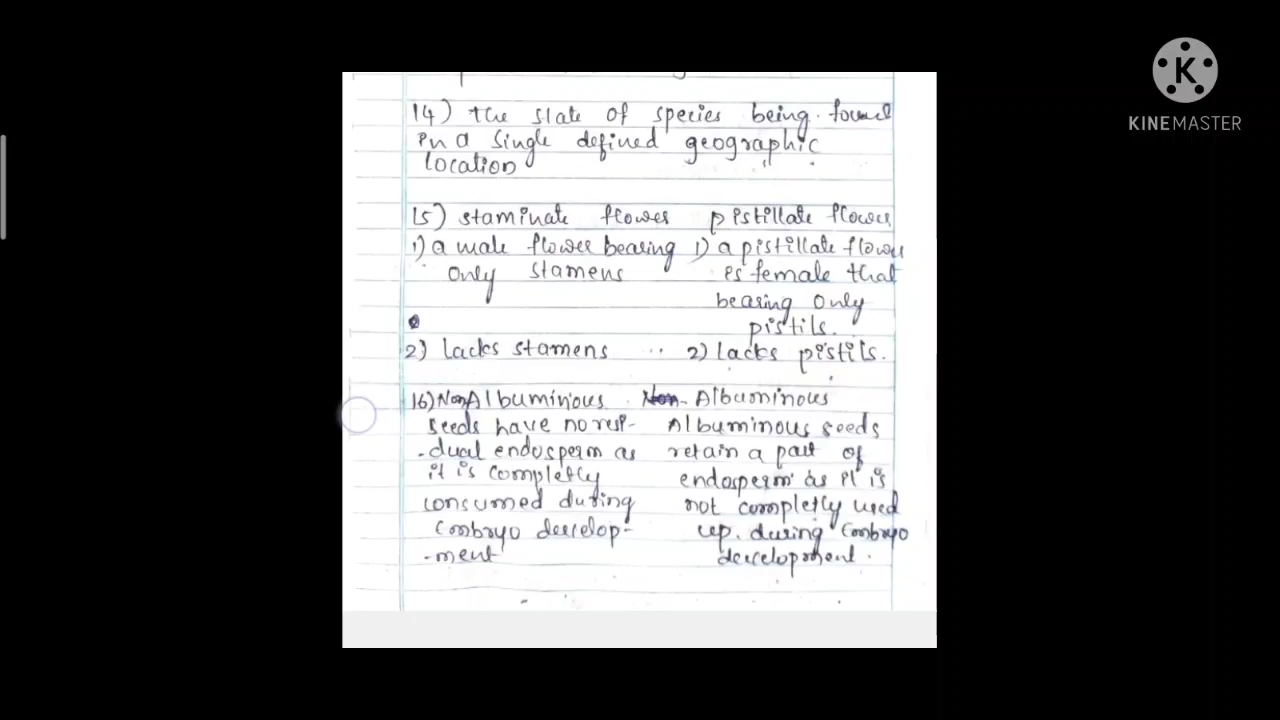 KINEMASTER
14) the state of species being found
in a single defined geographic
location
15) staminate flower pistillate flower
1) a male flower bearing 1) a pistillate flower
only stamens is female that
bearing only
pistils.
2) lacks stamens .. 2) lacks pistils.
16) Non Albuminous Non- Albuminous
seeds have no resi- Albuminous seeds
-dual endosperm as retain a part of
it is completly endosperm as it is
consumed during not completly used
Embryo develop- up. during Embryo
-ment development.